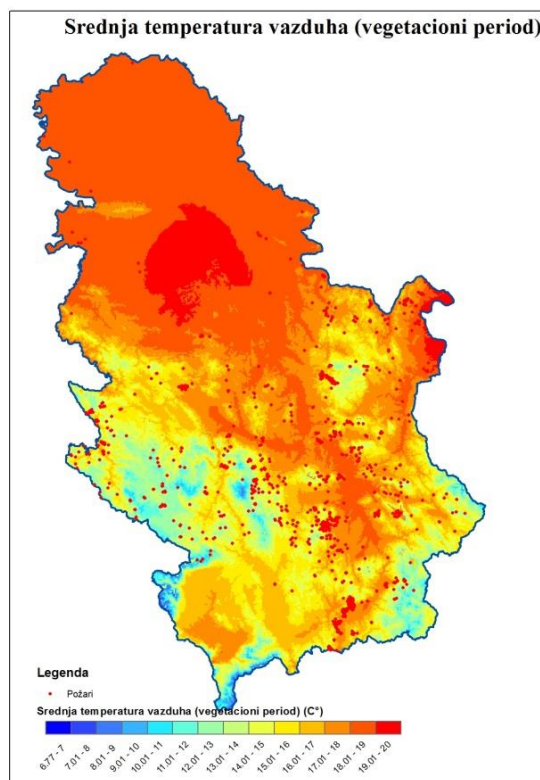 Srednja temperatura vazduha (vegetacioni period)
Legenda
Požari
Srednja temperatura vazduha (vegetacioni period) (C°)
6.77 - 7
7.01 - 8
8.01 - 9
9.01 - 10
10.01 - 11
11.01 - 12
12.01 - 13
13.01 - 14
14.01 - 15
15.01 - 16
16.01 - 17
17.01 - 18
18.01 - 19
19.01 - 20